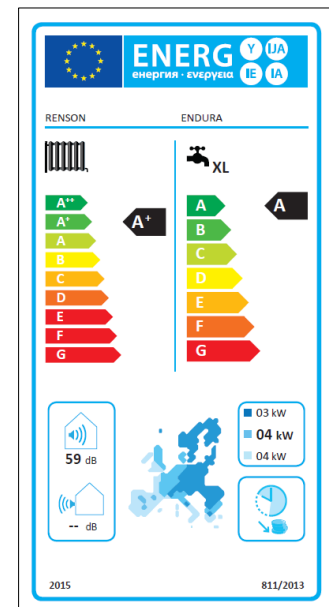 ENERG Y IJA
енергия · ενεργεια IE IA
RENSON ENDURA
XL
A++ A
A+ B
A C
B D
C E
D F
E G
F
G
A+ A
59 dB
-- dB
03 kW
04 kW
04 kW
2015 811/2013